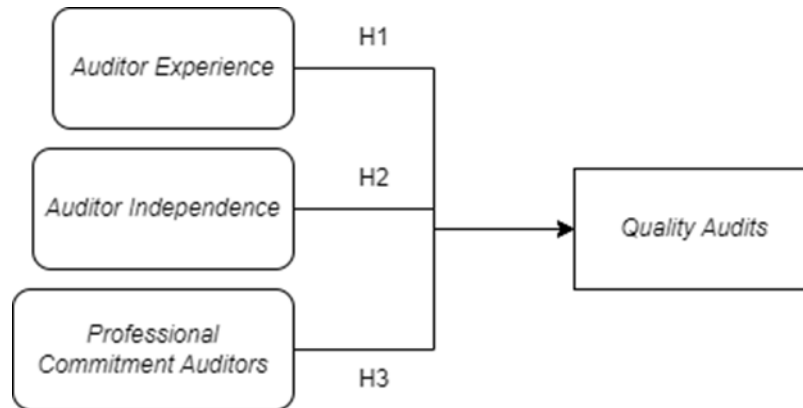 H1
Auditor Experience
H2
Auditor Independence
Quality Audits
Professional
Commitment Auditors
H3